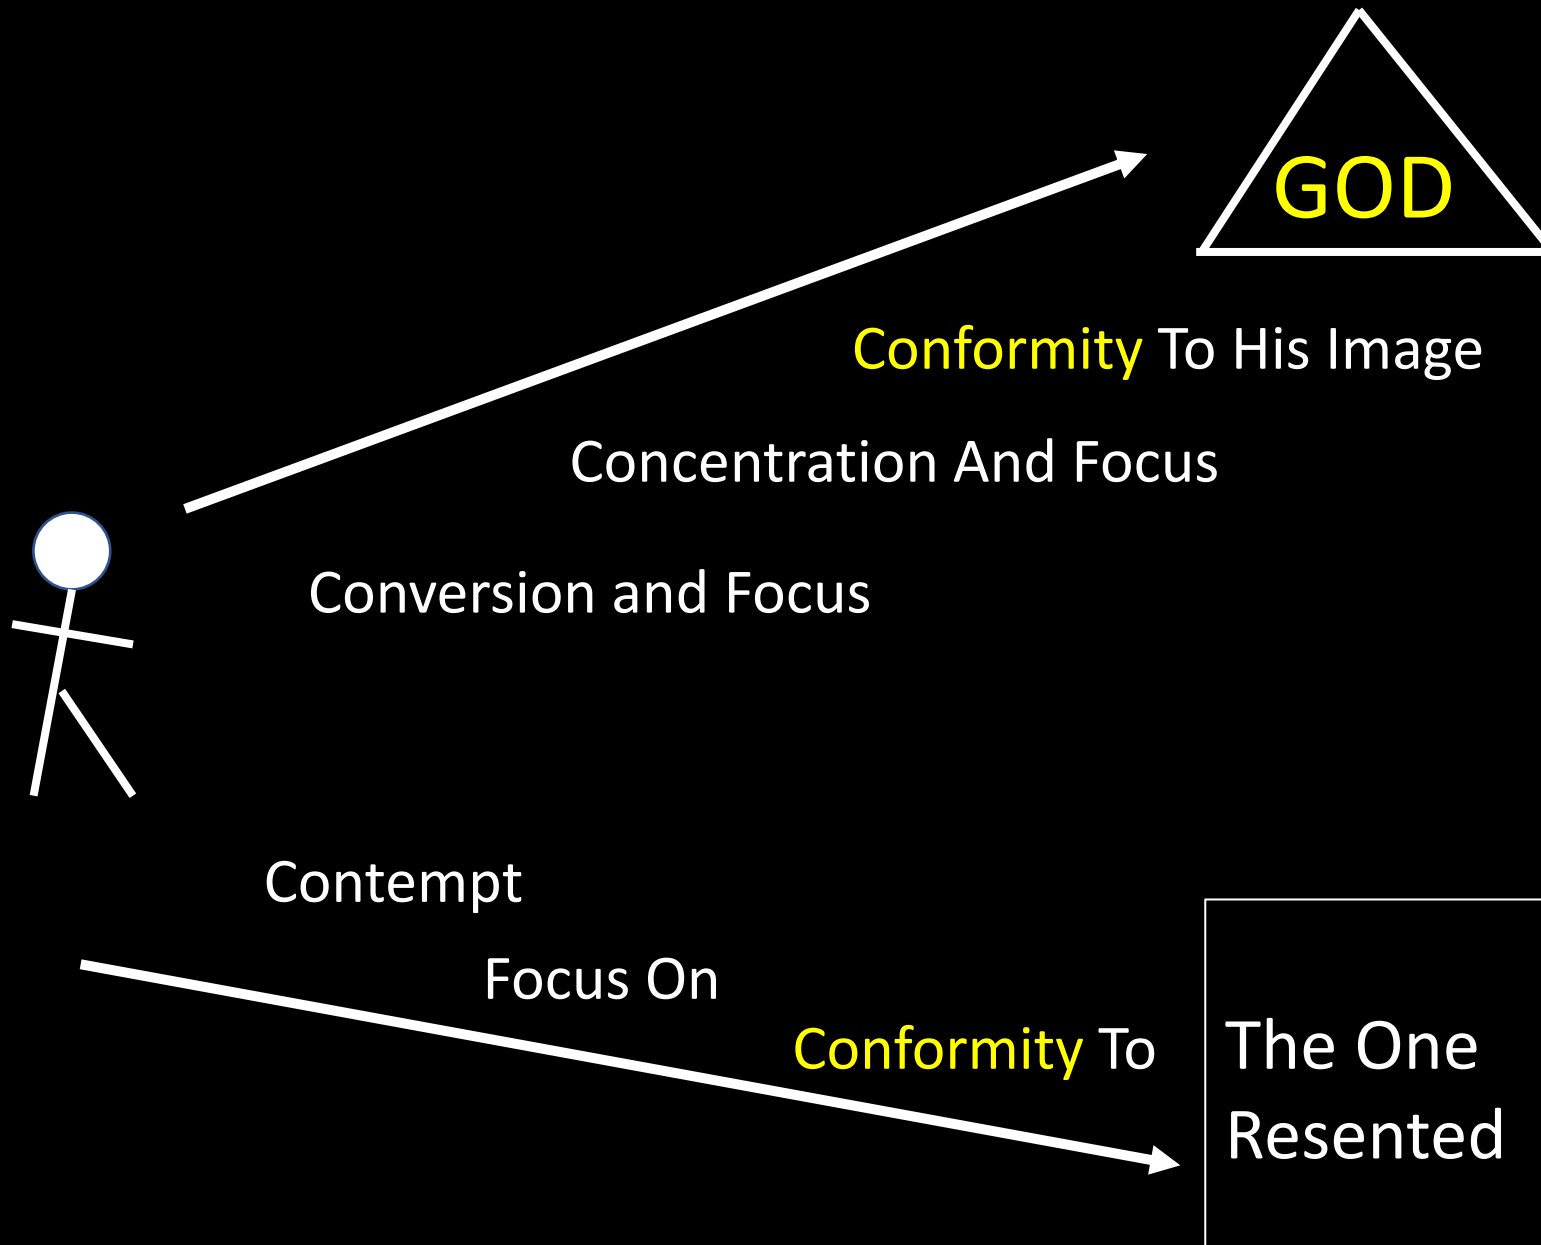 GOD
Conformity To His Image
Concentration And Focus
Conversion and Focus
Contempt
Focus On
Conformity To
The One
Resented